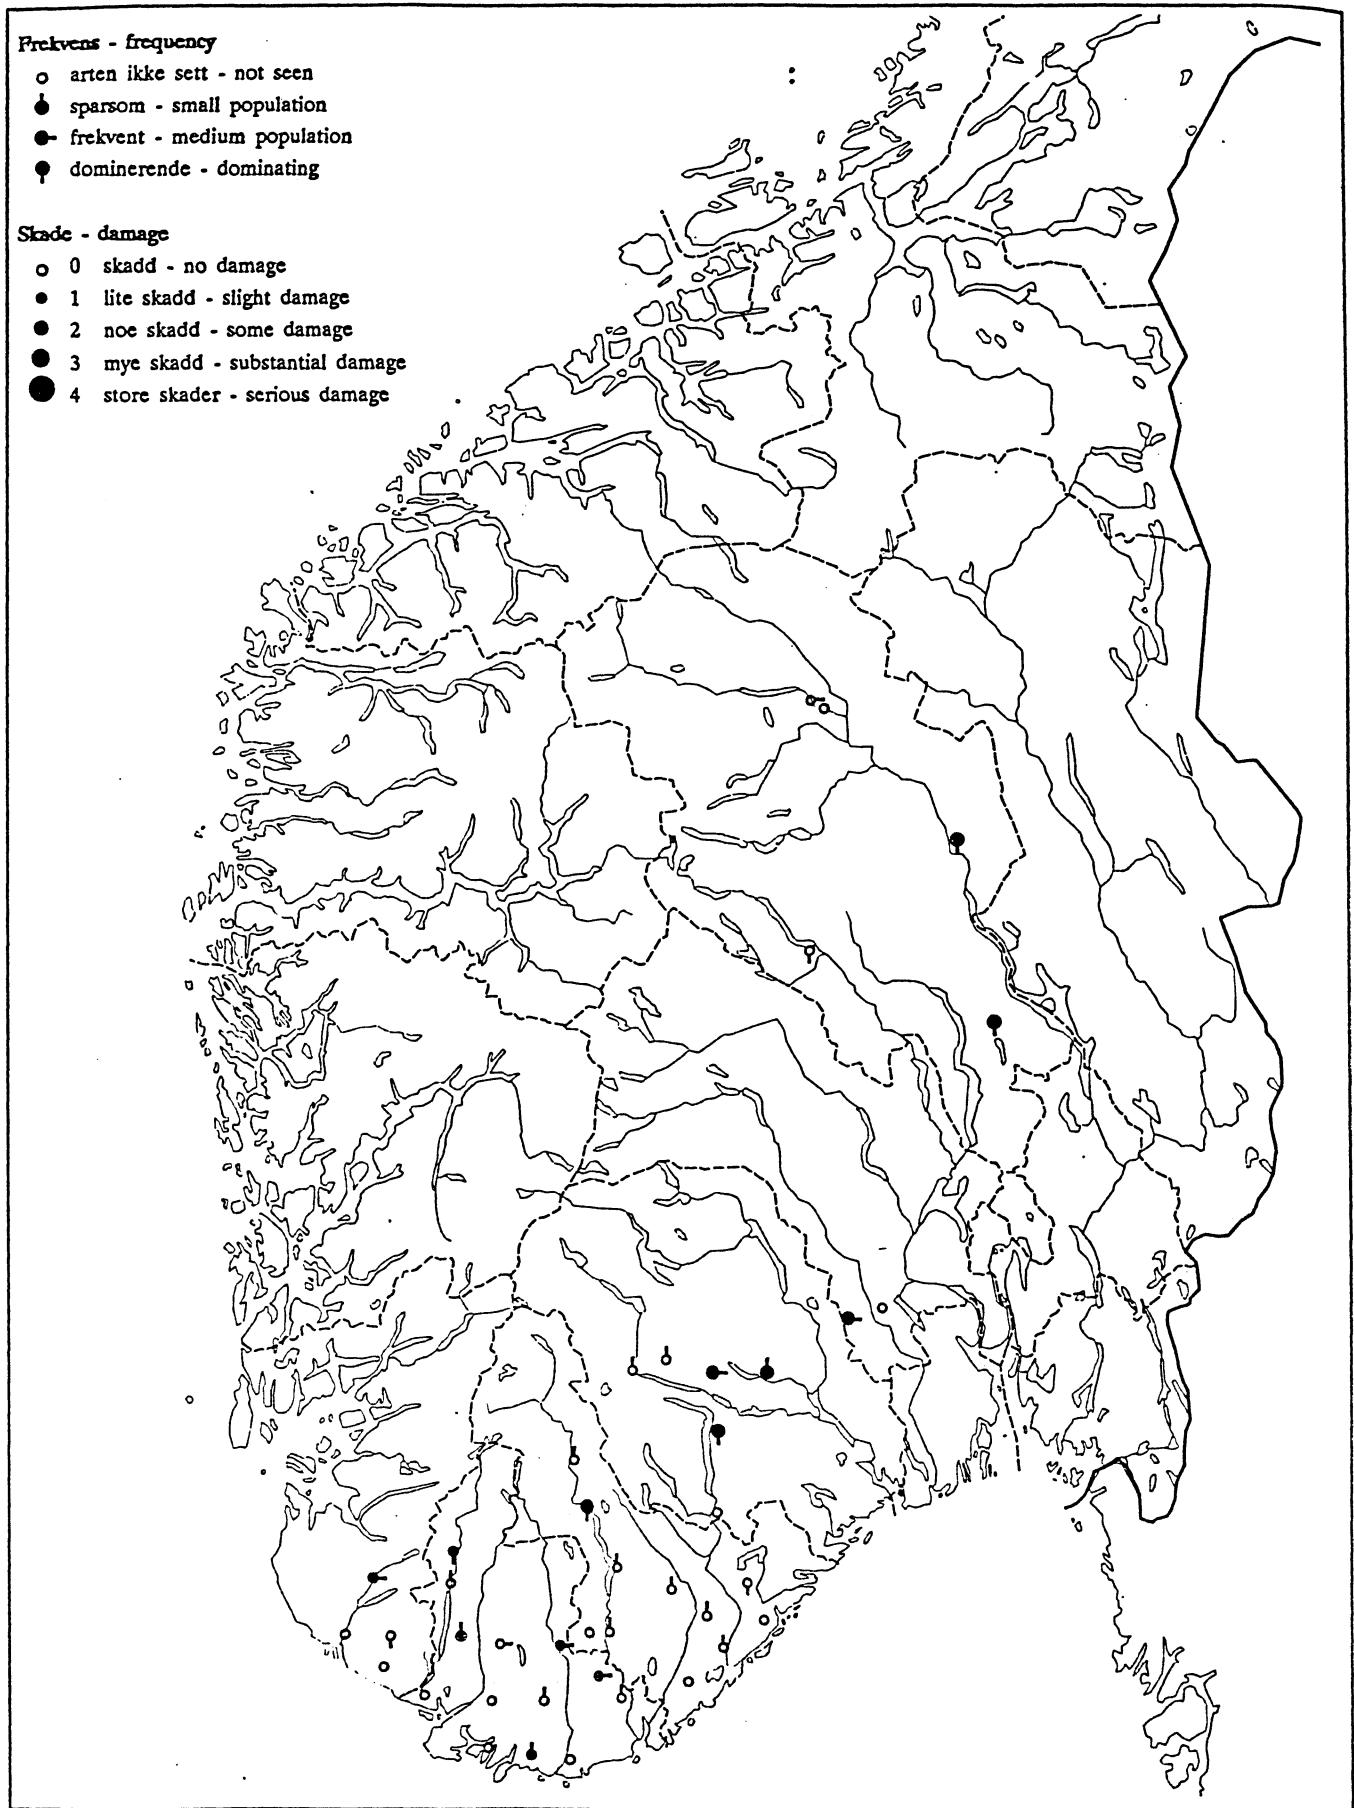 Frekvens - frequency
arten ikke sett - not seen
sparsom - small population
frekvent - medium population
dominerende - dominating
Skade - damage
0 skadd - no damage
1 lite skadd - slight damage
2 noe skadd - some damage
3 mye skadd - substantial damage
4 store skader - serious damage